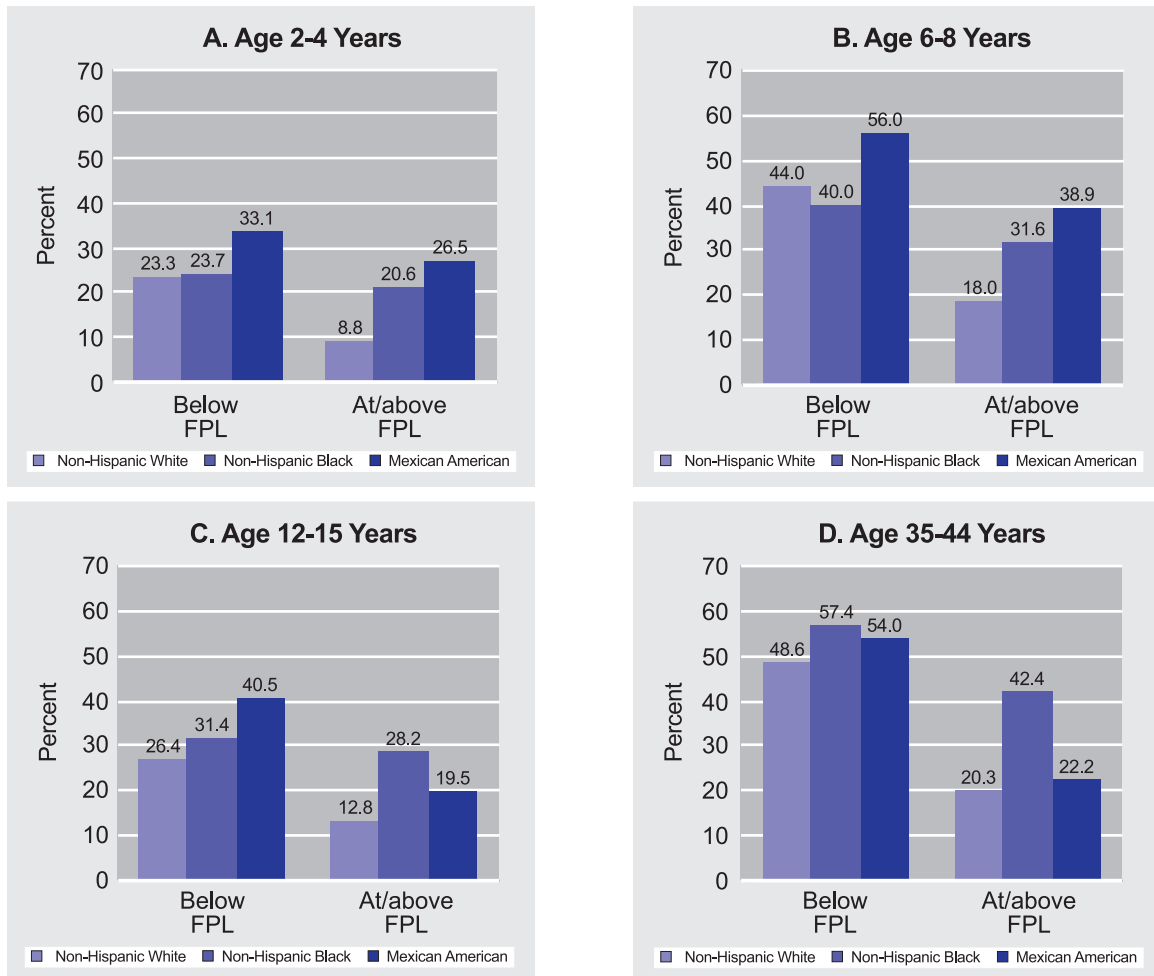 A. Age 2-4 Years
Percent
70
60
50
40
30
20
10
0
23.3
23.7
33.1
8.8
20.6
26.5
Below
FPL
At/above
FPL
Non-Hispanic White Non-Hispanic Black Mexican American
B. Age 6-8 Years
Percent
70
60
50
40
30
20
10
0
44.0
40.0
56.0
18.0
31.6
38.9
Below
FPL
At/above
FPL
Non-Hispanic White Non-Hispanic Black Mexican American
C. Age 12-15 Years
Percent
70
60
50
40
30
20
10
0
26.4
31.4
40.5
12.8
28.2
19.5
Below
FPL
At/above
FPL
Non-Hispanic White Non-Hispanic Black Mexican American
D. Age 35-44 Years
Percent
70
60
50
40
30
20
10
0
48.6
57.4
54.0
20.3
42.4
22.2
Below
FPL
At/above
FPL
Non-Hispanic White Non-Hispanic Black Mexican American